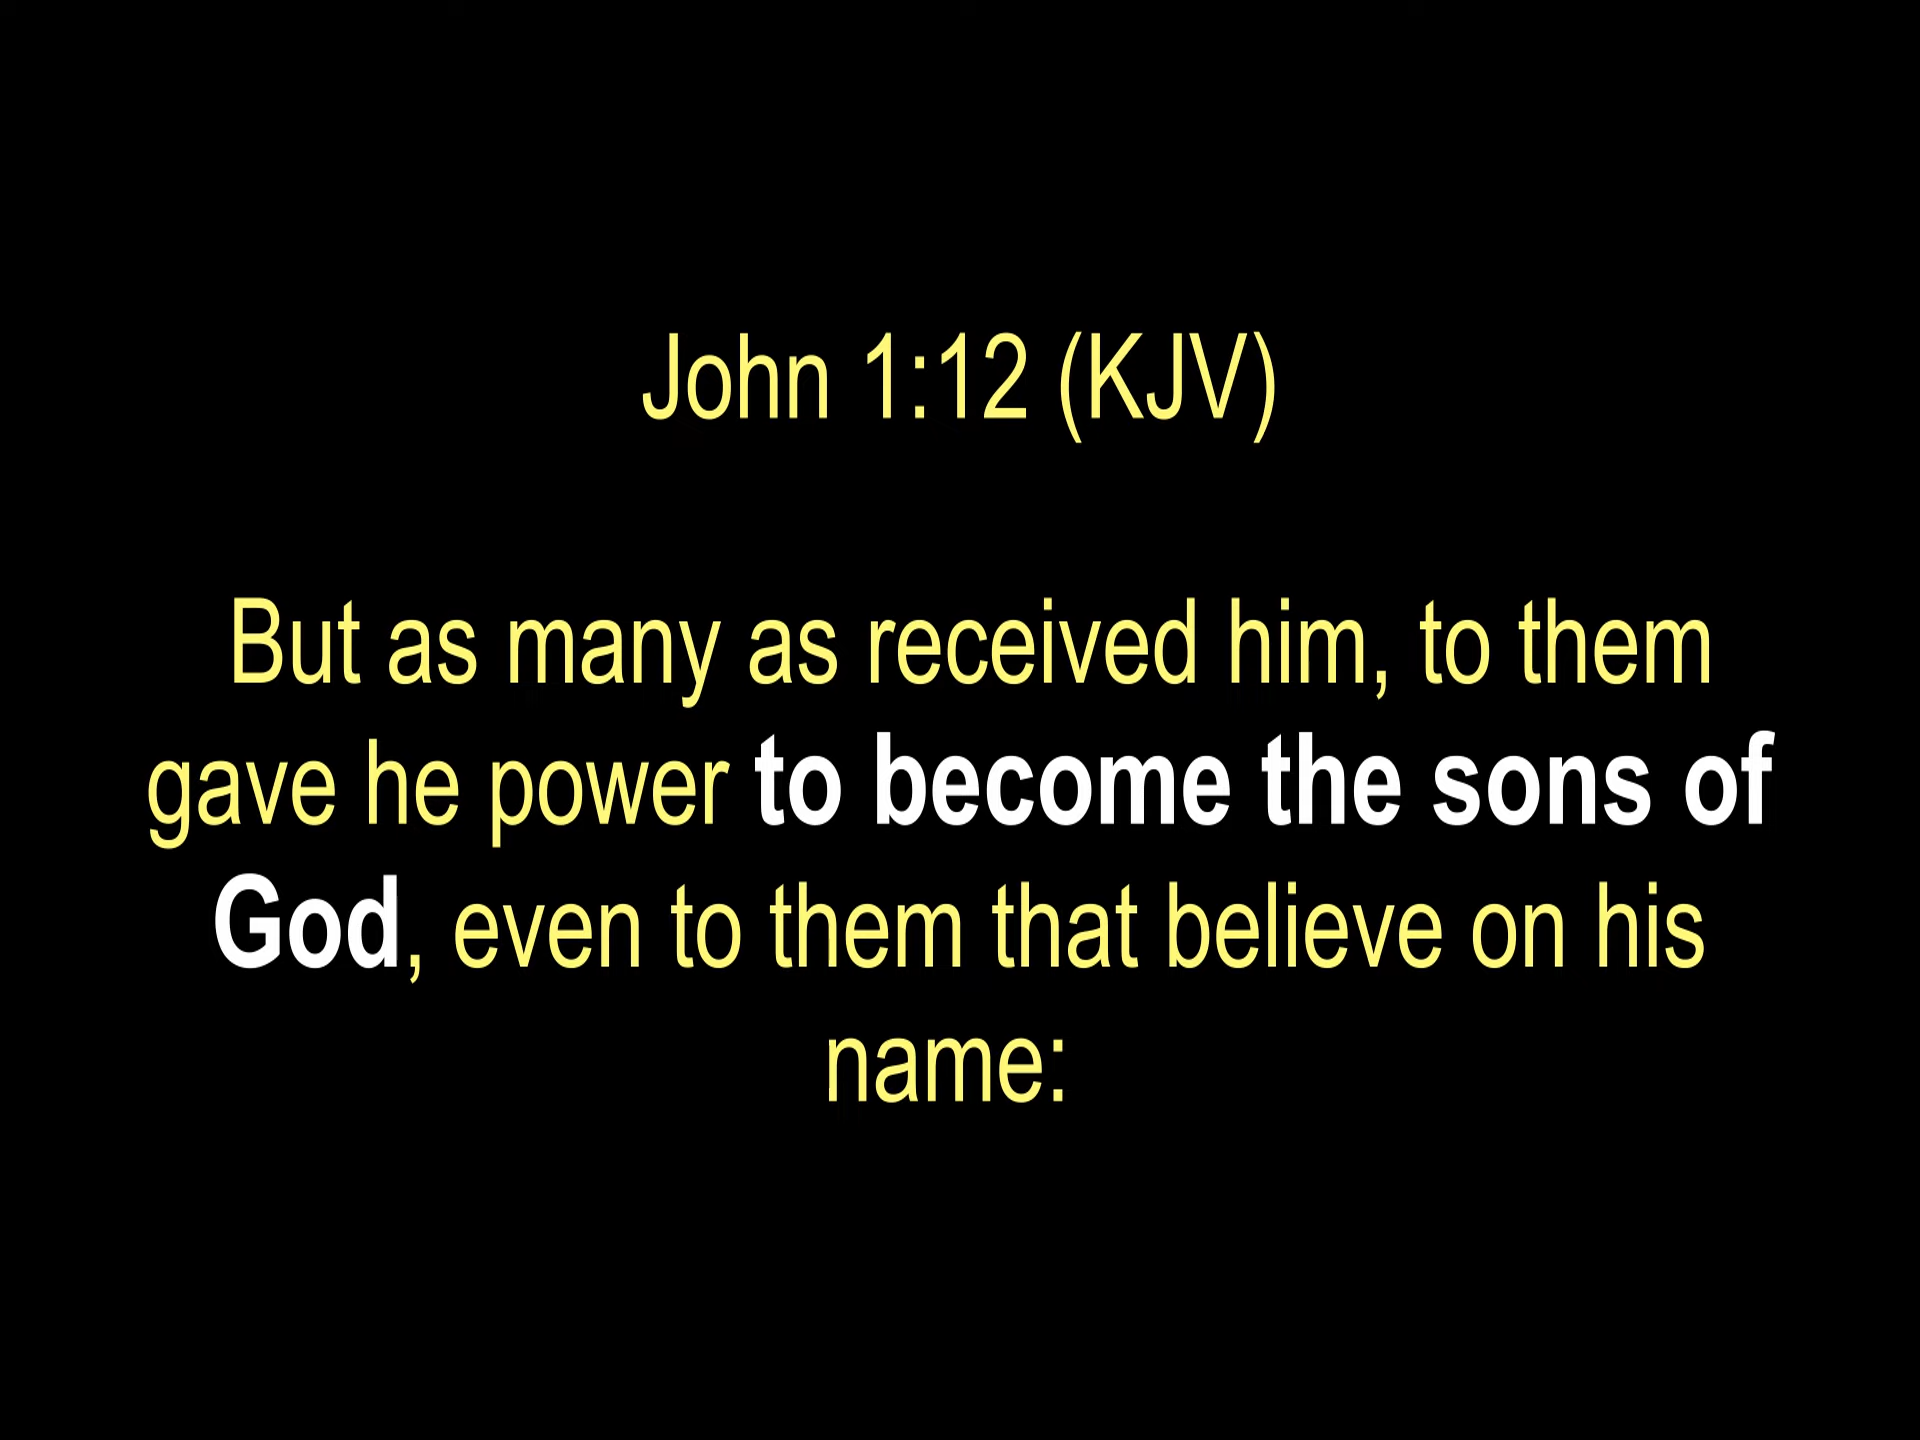 John 1:12 (KJV)
But as many as received him, to them
gave he power to become the sons of
God, even to them that believe on his
name: